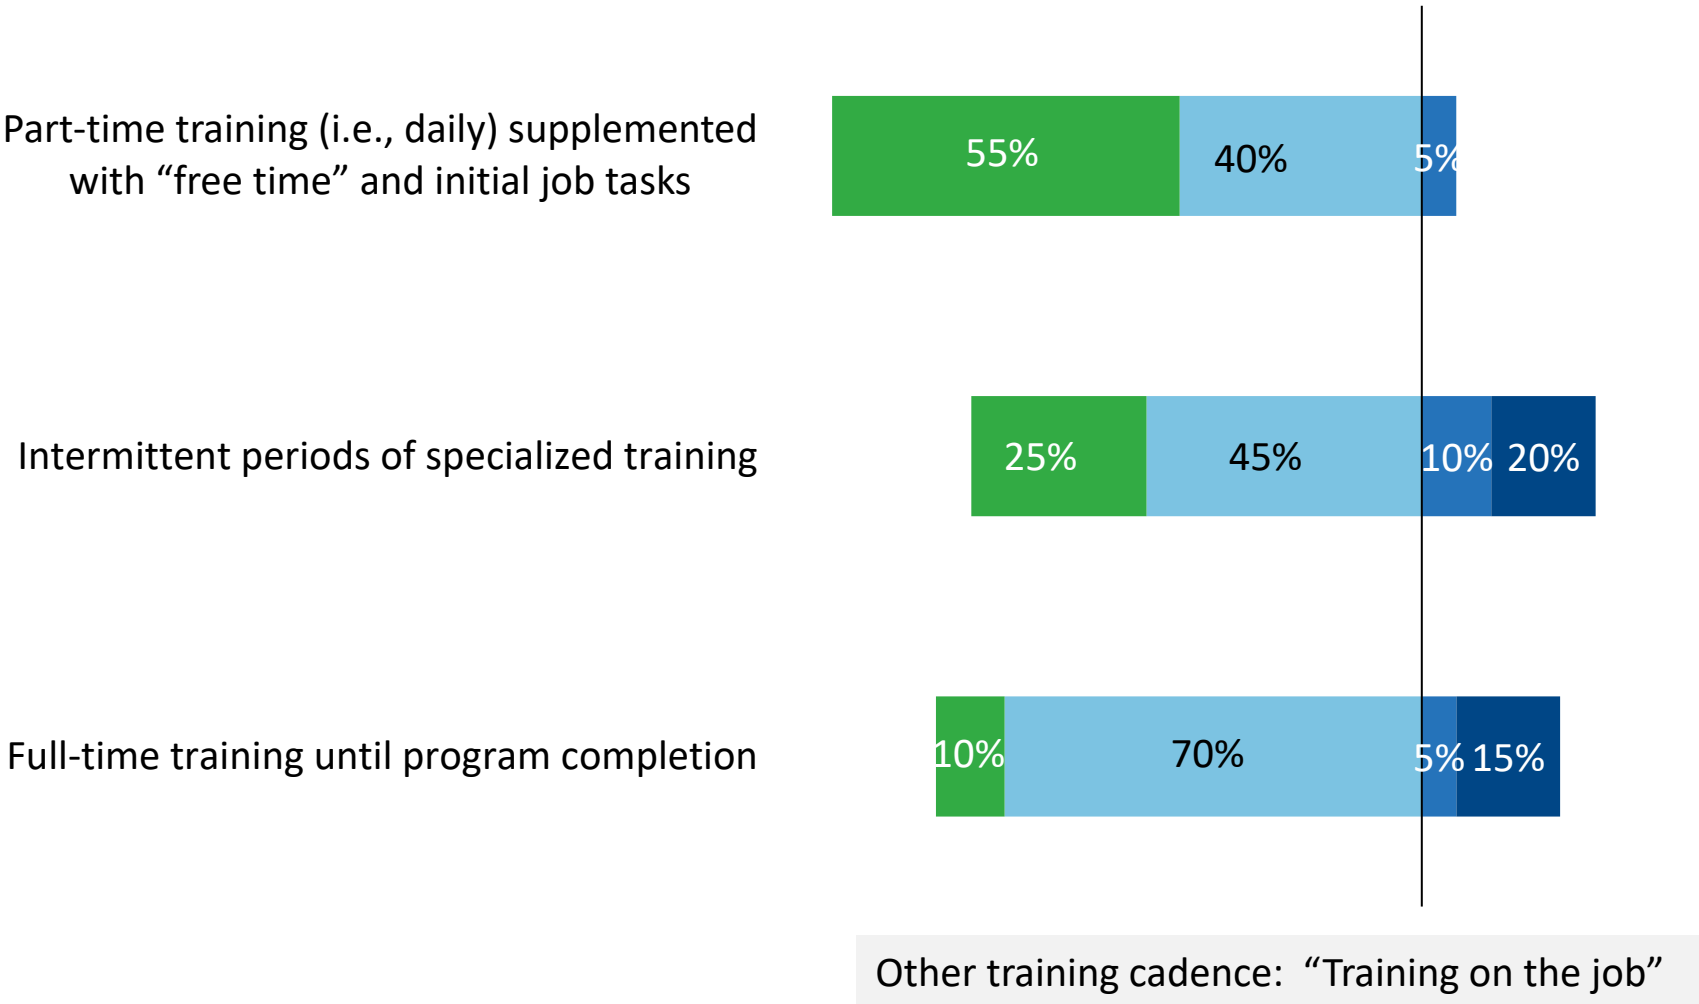 Part-time training (i.e., daily) supplemented
with “free time” and initial job tasks
55% 40% 5%
Intermittent periods of specialized training
25% 45% 10% 20%
Full-time training until program completion
10% 70% 5% 15%
Other training cadence:  “Training on the job”